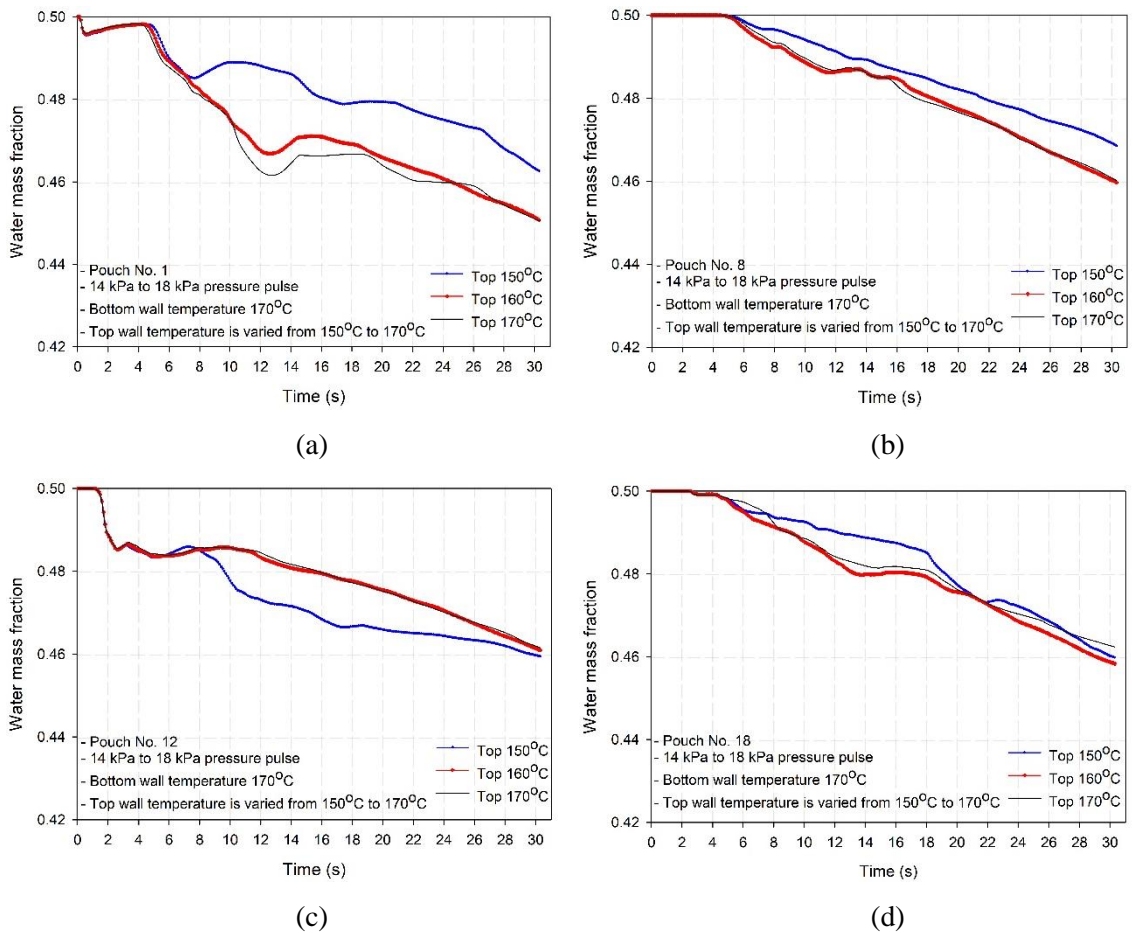 0.50
0.48
0.46
0.44
0.42
Water mass fraction
- Pouch No. 1
- 14 kPa to 18 kPa pressure pulse
- Bottom wall temperature 170°C
- Top wall temperature is varied from 150°C to 170°C
Top 150°C
Top 160°C
Top 170°C
0 2 4 6 8 10 12 14 16 18 20 22 24 26 28 30
Time (s)
(a)
0.50
0.48
0.46
0.44
0.42
Water mass fraction
- Pouch No. 8
- 14 kPa to 18 kPa pressure pulse
- Bottom wall temperature 170°C
- Top wall temperature is varied from 150°C to 170°C
Top 150°C
Top 160°C
Top 170°C
0 2 4 6 8 10 12 14 16 18 20 22 24 26 28 30
Time (s)
(b)
0.50
0.48
0.46
0.44
0.42
Water mass fraction
- Pouch No. 12
- 14 kPa to 18 kPa pressure pulse
- Bottom wall temperature 170°C
- Top wall temperature is varied from 150°C to 170°C
Top 150°C
Top 160°C
Top 170°C
0 2 4 6 8 10 12 14 16 18 20 22 24 26 28 30
Time (s)
(c)
0.50
0.48
0.46
0.44
0.42
Water mass fraction
- Pouch No. 18
- 14 kPa to 18 kPa pressure pulse
- Bottom wall temperature 170°C
- Top wall temperature is varied from 150°C to 170°C
Top 150°C
Top 160°C
Top 170°C
0 2 4 6 8 10 12 14 16 18 20 22 24 26 28 30
Time (s)
(d)